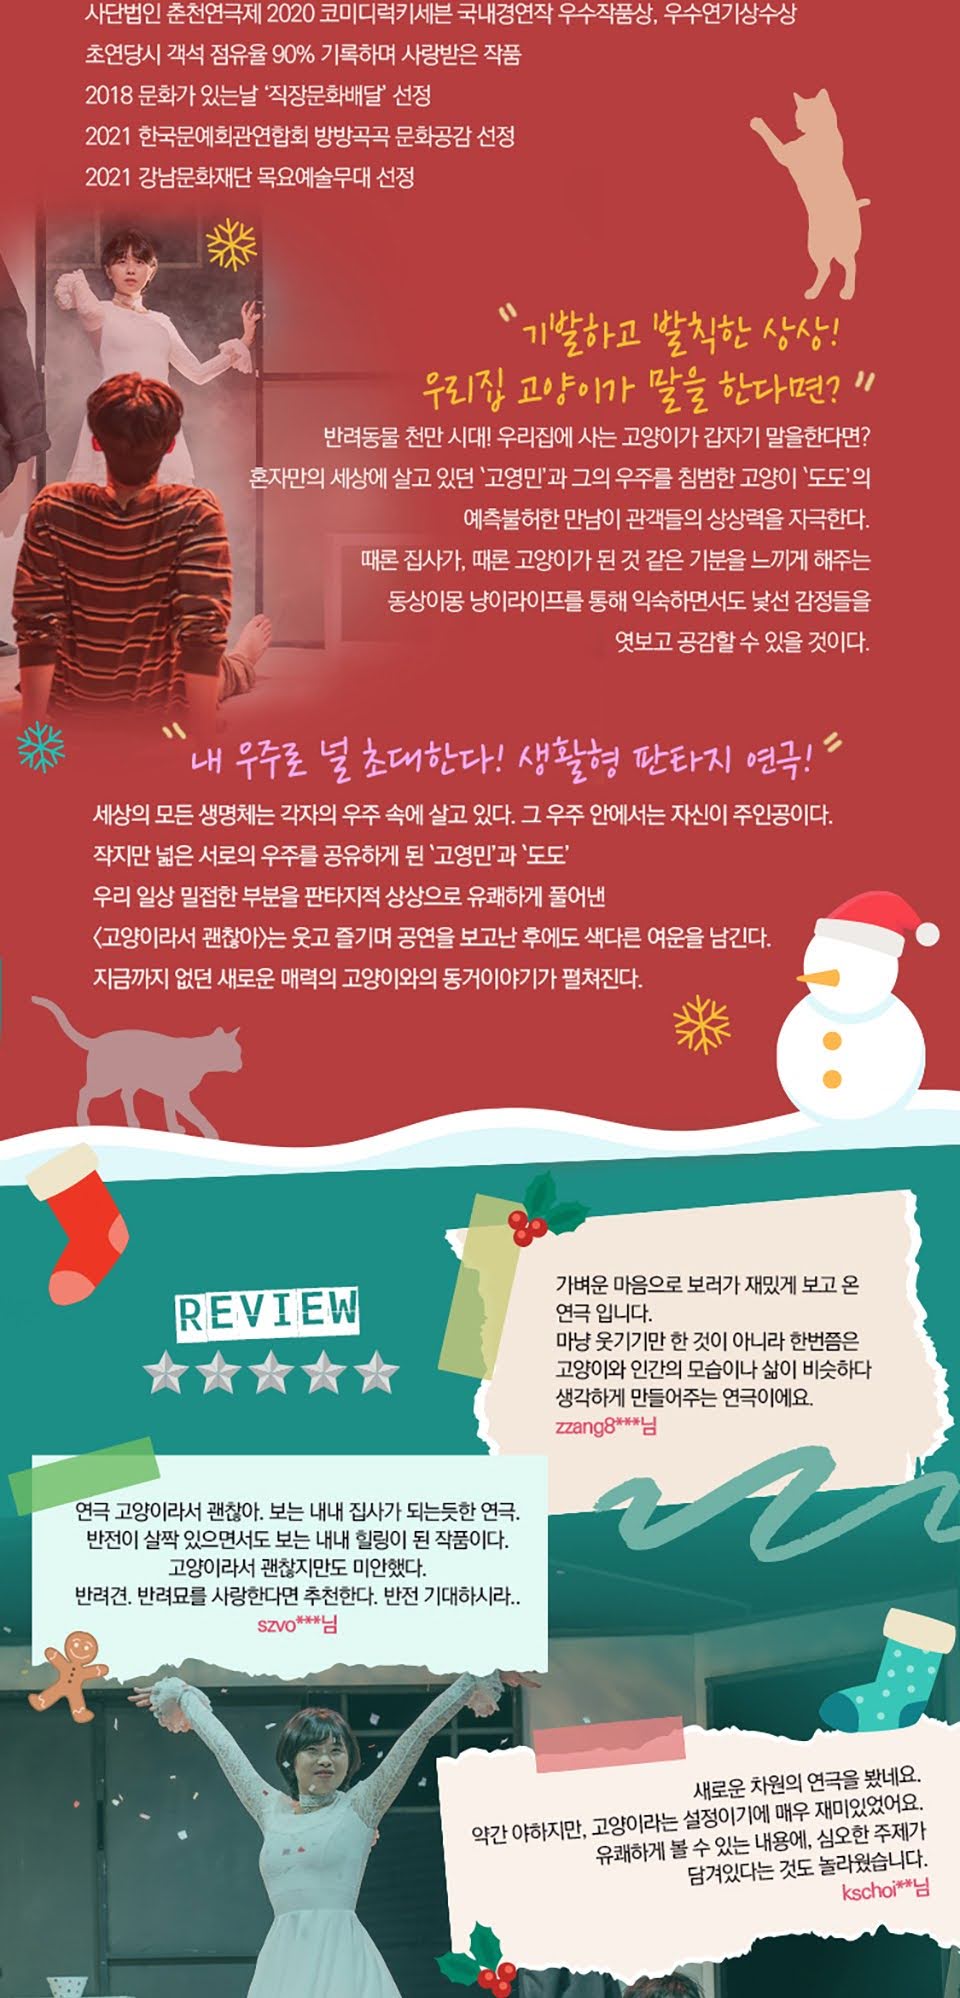 사단법인 춘천연극제 2020 코미디럭키세븐 국내경연작 우수작품상, 우수연기상수상
초연당시 객석 점유율 90% 기록하며 사랑받은 작품
2018 문화가 있는날 ‘직장문화배달’ 선정
2021 한국문예회관연합회 방방곡곡 문화공감 선정
2021 강남문화재단 목요예술무대 선정
"기발하고 발칙한 상상!
우리집 고양이가 말을 한다면?"
반려동물 천만 시대! 우리집에 사는 고양이가 갑자기 말을한다면?
혼자만의 세상에 살고 있던 ‘고영민’과 그의 우주를 침범한 고양이 ‘도도’의
예측불허한 만남이 관객들의 상상력을 자극한다.
때론 집사가, 때론 고양이가 된 것 같은 기분을 느끼게 해주는
동상이몽 냥이라이프를 통해 익숙하면서도 낯선 감정들을
엿보고 공감할 수 있을 것이다.
"내 우주로 널 초대한다! 생활형 판타지 연극!"
세상의 모든 생명체는 각자의 우주 속에 살고 있다. 그 우주 안에서는 자신이 주인공이다.
작지만 넓은 서로의 우주를 공유하게 된 ‘고영민’과 ‘도도’
우리 일상 밀접한 부분을 판타지적 상상으로 유쾌하게 풀어낸
<고양이라서 괜찮아>는 웃고 즐기며 공연을 보고난 후에도 색다른 여운을 남긴다.
지금까지 없던 새로운 매력의 고양이와의 동거이야기가 펼쳐진다.
REVIEW
가벼운 마음으로 보러가 재밌게 보고 온
연극 입니다.
마냥 웃기기만 한 것이 아니라 한번쯤은
고양이와 인간의 모습이나 삶이 비슷하다
생각하게 만들어주는 연극이에요.
zzang8***님
연극 고양이라서 괜찮아. 보는 내내 집사가 되는듯한 연극.
반전이 살짝 있으면서도 보는 내내 힐링이 된 작품이다.
고양이라서 괜찮지만도 미안했다.
반려견. 반려묘를 사랑한다면 추천한다. 반전 기대하시라..
szvo***님
새로운 차원의 연극을 봤네요.
약간 야하지만, 고양이라는 설정이기에 매우 재미있었어요.
유쾌하게 볼 수 있는 내용에, 심오한 주제가
담겨있다는 것도 놀라웠습니다.
kschoi**님